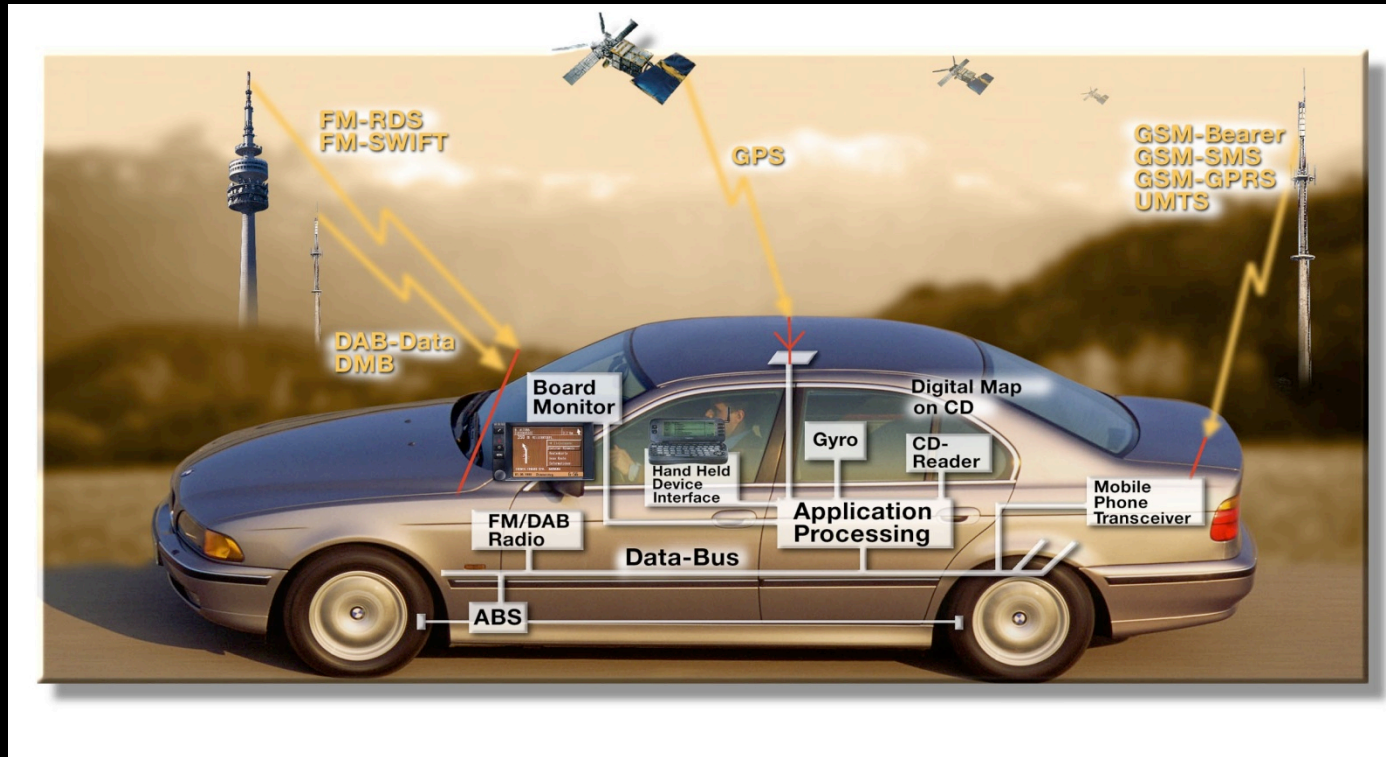 FM-RDS
FM-SWIFT
GPS
GSM-Bearer
GSM-SMS
GSM-GPRS
UMTS
DAB-Data
DMB
Board
Monitor
Digital Map
on CD
Gyro
CD-
Reader
Hand Held
Device
Interface
Mobile
Phone
Transceiver
FM/DAB
Radio
Application
Processing
Data-Bus
ABS